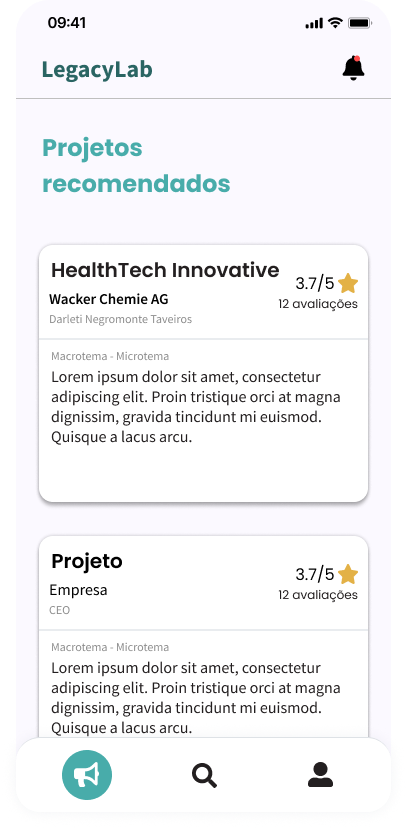 09:41
LegacyLab
Projetos
recomendados
HealthTech Innovative
3.7/5
Wacker Chemie AG
12 avaliações
Darleti Negromonte Taveiros
Macrotema - Microtema
Lorem ipsum dolor sit amet, consectetur
adipiscing elit. Proin tristique orci at magna
dignissim, gravida tincidunt mi euismod.
Quisque a lacus arcu.
Projeto
3.7/5
Empresa
12 avaliações
CEO
Macrotema - Microtema
Lorem ipsum dolor sit amet, consectetur
adipiscing elit. Proin tristique orci at magna
dignissim, gravida tincidunt mi euismod.
Quisque a lacus arcu.